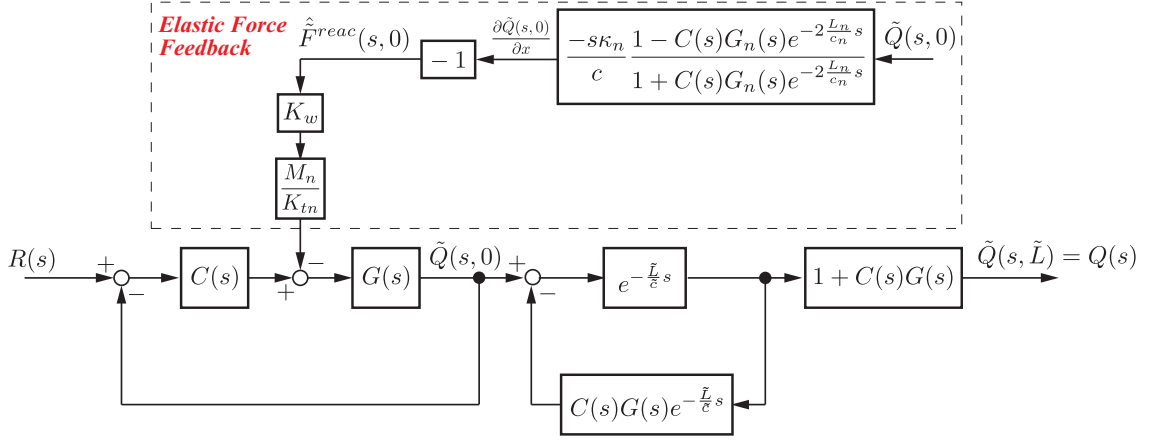 Elastic Force
Feedback
\hat{\tilde{F}}^{reac}(s, 0)
\frac{\partial \tilde{Q}(s,0)}{\partial x}
\tilde{Q}(s, 0)
- 1
\frac{-s\kappa_n}{c} \frac{1 - C(s)G_n(s)e^{-2\frac{L_n}{c_n}s}}{1 + C(s)G_n(s)e^{-2\frac{L_n}{c_n}s}}
K_w
\frac{M_n}{K_{tn}}
R(s)
+
−
C(s)
+
−
G(s)
\tilde{Q}(s, 0)
+
−
e^{-\frac{\tilde{L}}{\tilde{c}}s}
1 + C(s)G(s)
\tilde{Q}(s, \tilde{L}) = Q(s)
C(s)G(s)e^{-\frac{\tilde{L}}{\tilde{c}}s}